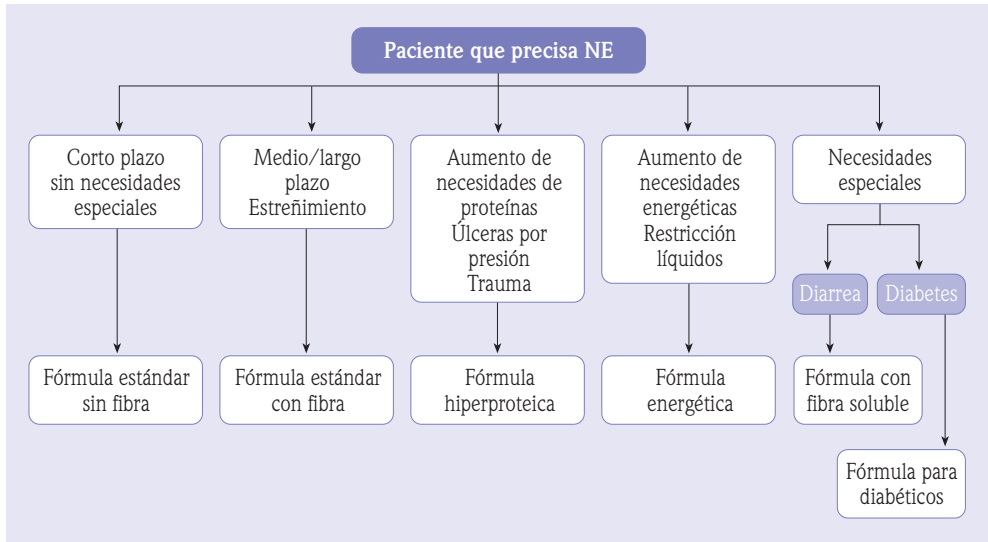 Paciente que precisa NE
Corto plazo
sin necesidades
especiales
Medio/largo
plazo
Estreñimiento
Aumento de
necesidades de
proteínas
Úlceras por
presión
Trauma
Aumento de
necesidades
energéticas
Restricción
líquidos
Necesidades
especiales
Diarrea
Diabetes
Fórmula estándar
sin fibra
Fórmula estándar
con fibra
Fórmula
hiperproteica
Fórmula
energética
Fórmula con
fibra soluble
Fórmula para
diabéticos